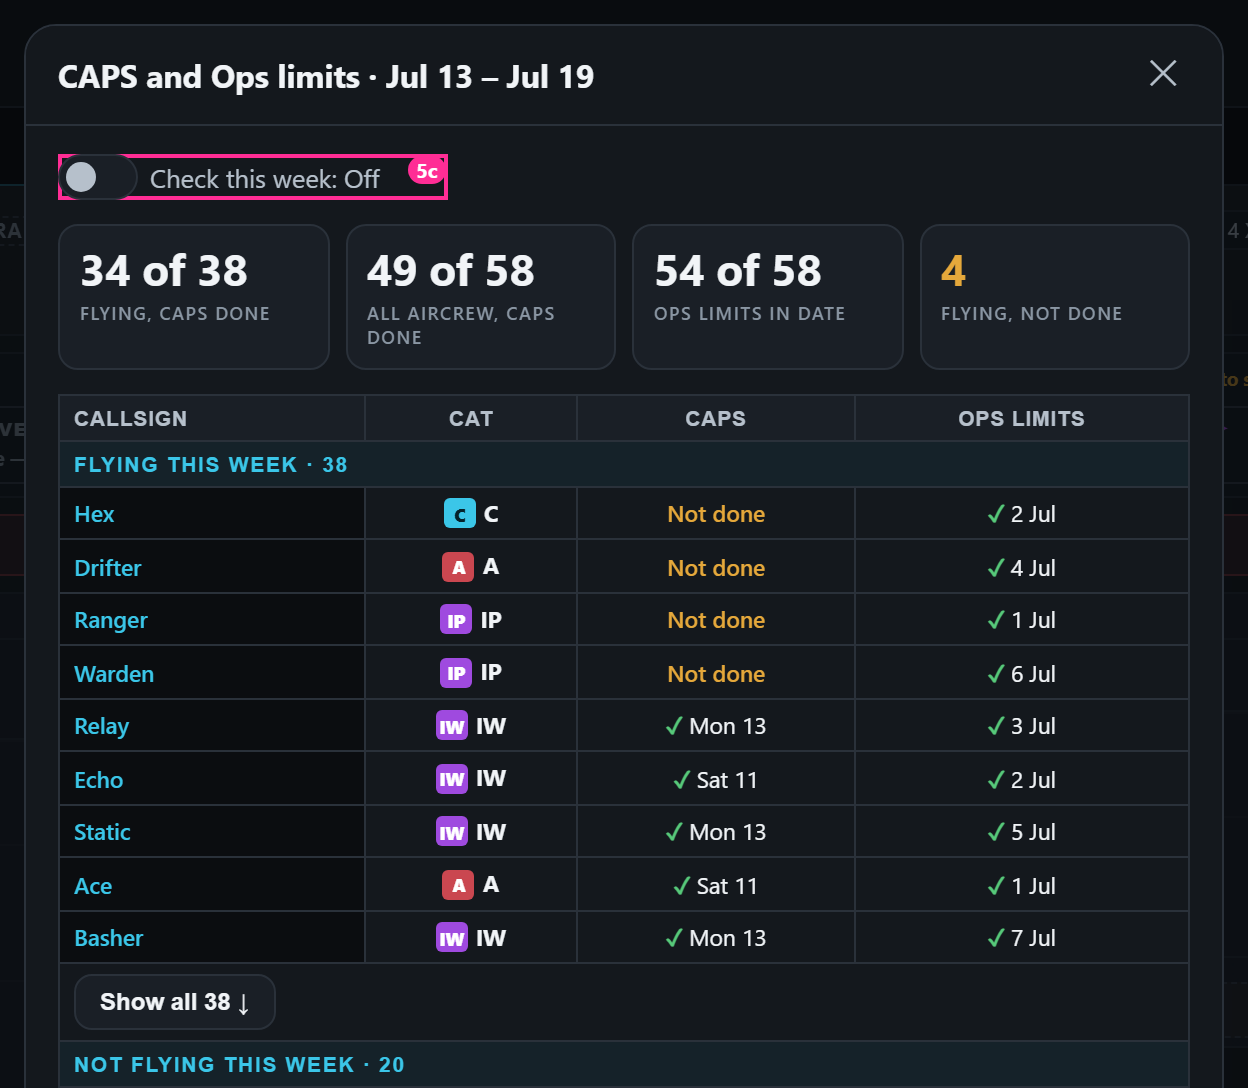 CAPS and Ops limits · Jul 13 – Jul 19
Check this week: Off
5c
34 of 38
FLYING, CAPS DONE
49 of 58
ALL AIRCREW, CAPS
DONE
54 of 58
OPS LIMITS IN DATE
4
FLYING, NOT DONE
CALLSIGN CAT CAPS OPS LIMITS
FLYING THIS WEEK · 38
Hex C C Not done ✓ 2 Jul
Drifter A A Not done ✓ 4 Jul
Ranger IP IP Not done ✓ 1 Jul
Warden IP IP Not done ✓ 6 Jul
Relay IW IW ✓ Mon 13 ✓ 3 Jul
Echo IW IW ✓ Sat 11 ✓ 2 Jul
Static IW IW ✓ Mon 13 ✓ 5 Jul
Ace A A ✓ Sat 11 ✓ 1 Jul
Basher IW IW ✓ Mon 13 ✓ 7 Jul
Show all 38 ↓
NOT FLYING THIS WEEK · 20